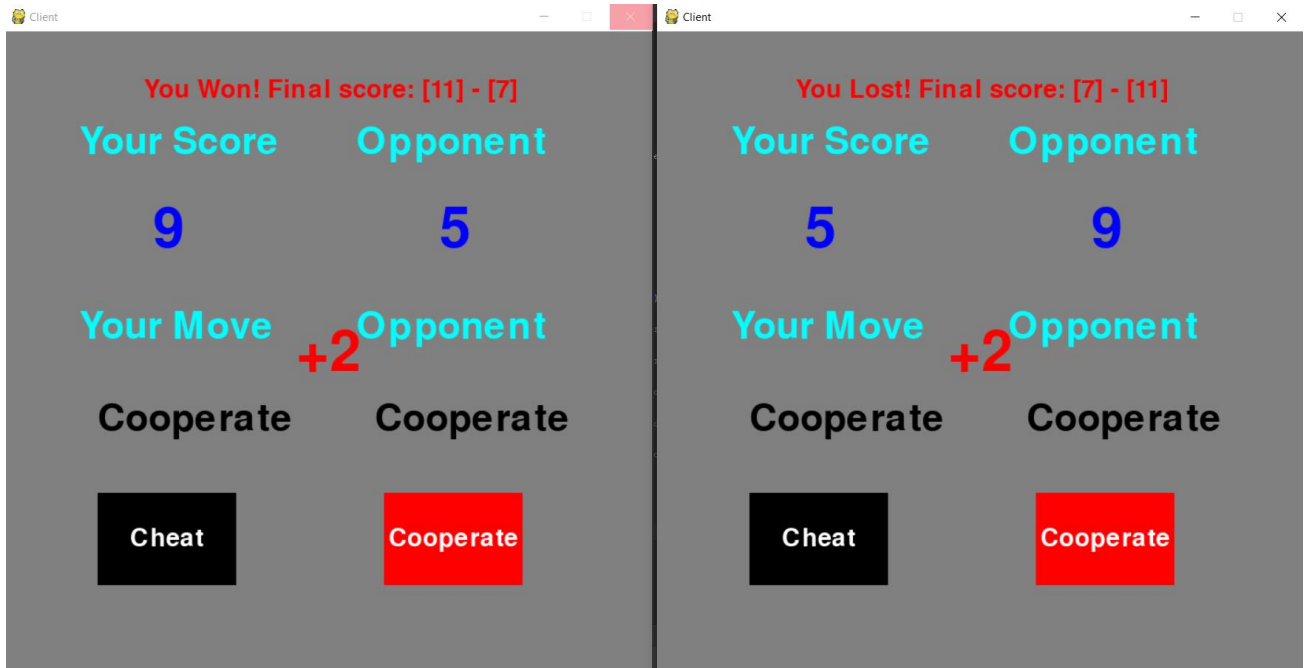 Client
You Won! Final score: [11] - [7]
Your Score Opponent
9 5
Your Move Opponent
+2
Cooperate Cooperate
Cheat Cooperate
Client
You Lost! Final score: [7] - [11]
Your Score Opponent
5 9
Your Move Opponent
+2
Cooperate Cooperate
Cheat Cooperate